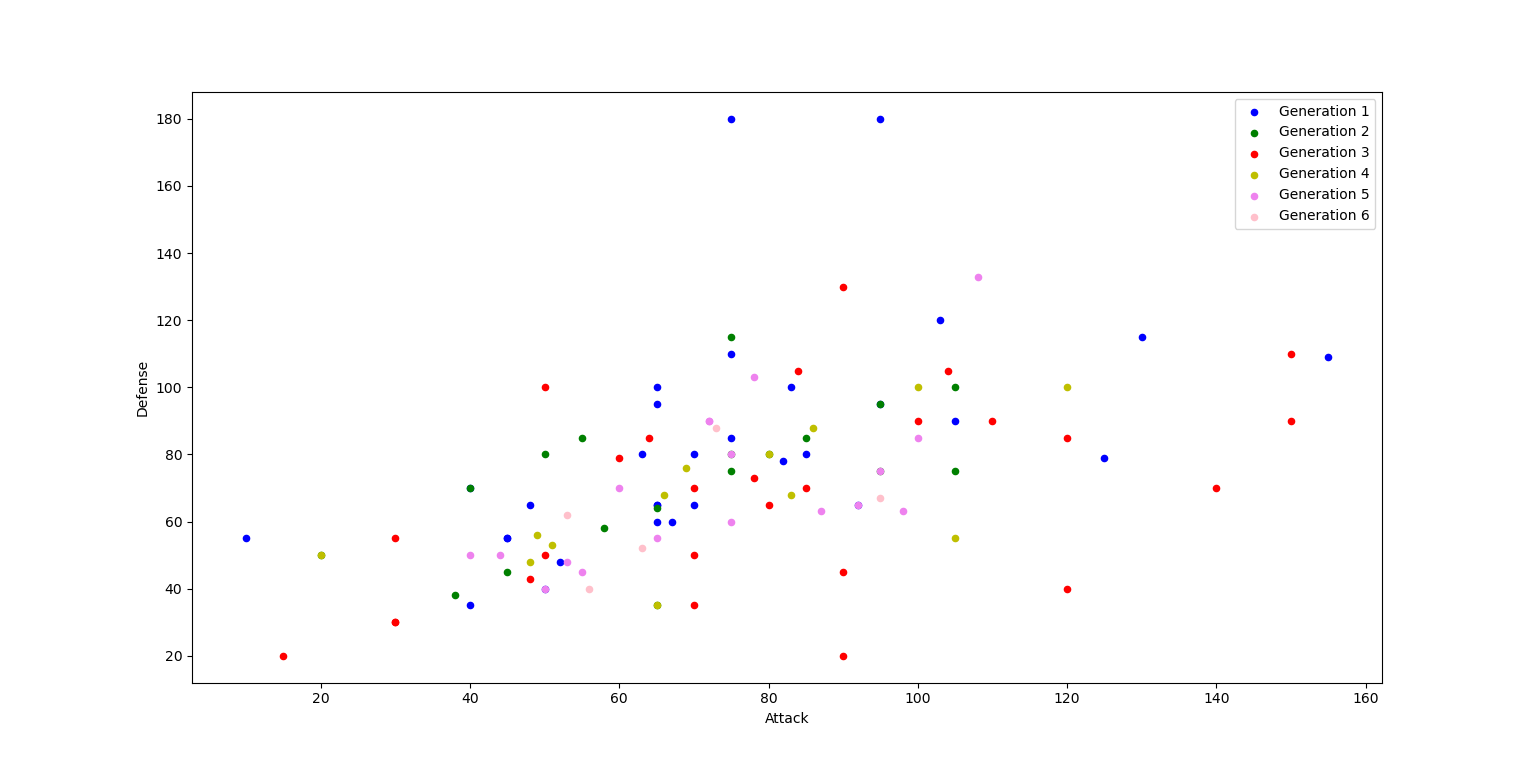 180
160
140
120
100
80
60
40
20
Defense
20 40 60 80 100 120 140 160
Attack
Generation 1
Generation 2
Generation 3
Generation 4
Generation 5
Generation 6